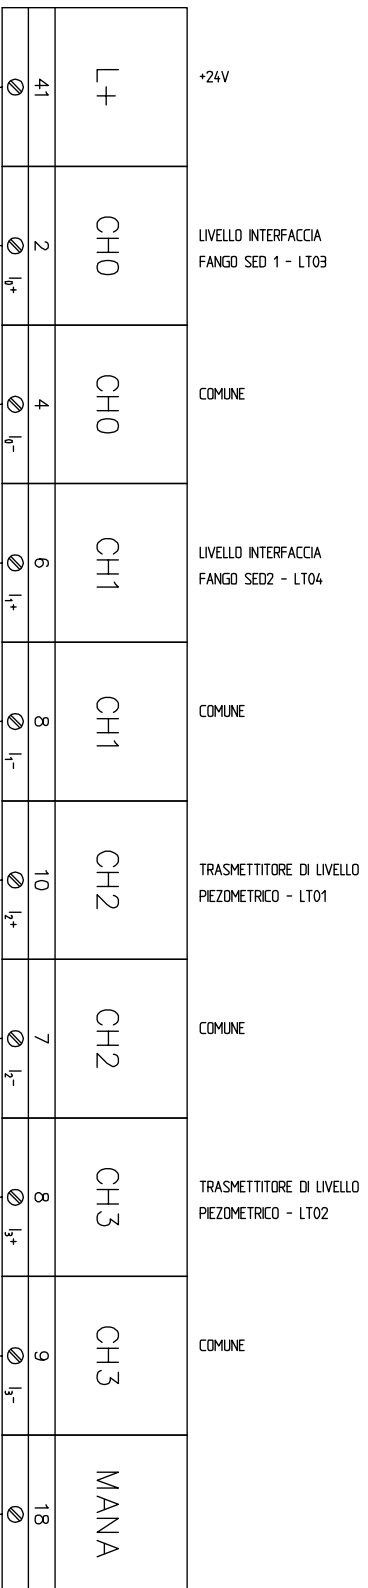 41 L+ +24V
I0+ 2 CH0 LIVELLO INTERFACCIA
FANGO SED 1 - LT03
I0- 4 CH0 COMUNE
I1+ 6 CH1 LIVELLO INTERFACCIA
FANGO SED2 - LT04
I1- 8 CH1 COMUNE
I2+ 10 CH2 TRASMETTITORE DI LIVELLO
PIEZOMETRICO - LT01
I2- 7 CH2 COMUNE
I3+ 8 CH3 TRASMETTITORE DI LIVELLO
PIEZOMETRICO - LT02
I3- 9 CH3 COMUNE
18 MANA